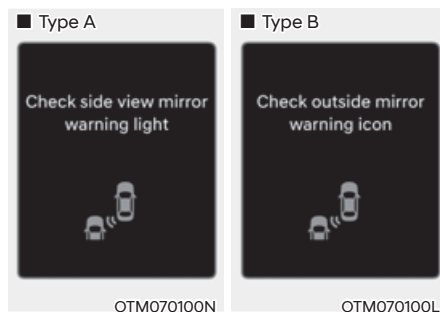 ■ Type A
Check side view mirror
warning light
OTM070100N
■ Type B
Check outside mirror
warning icon
OTM070100L